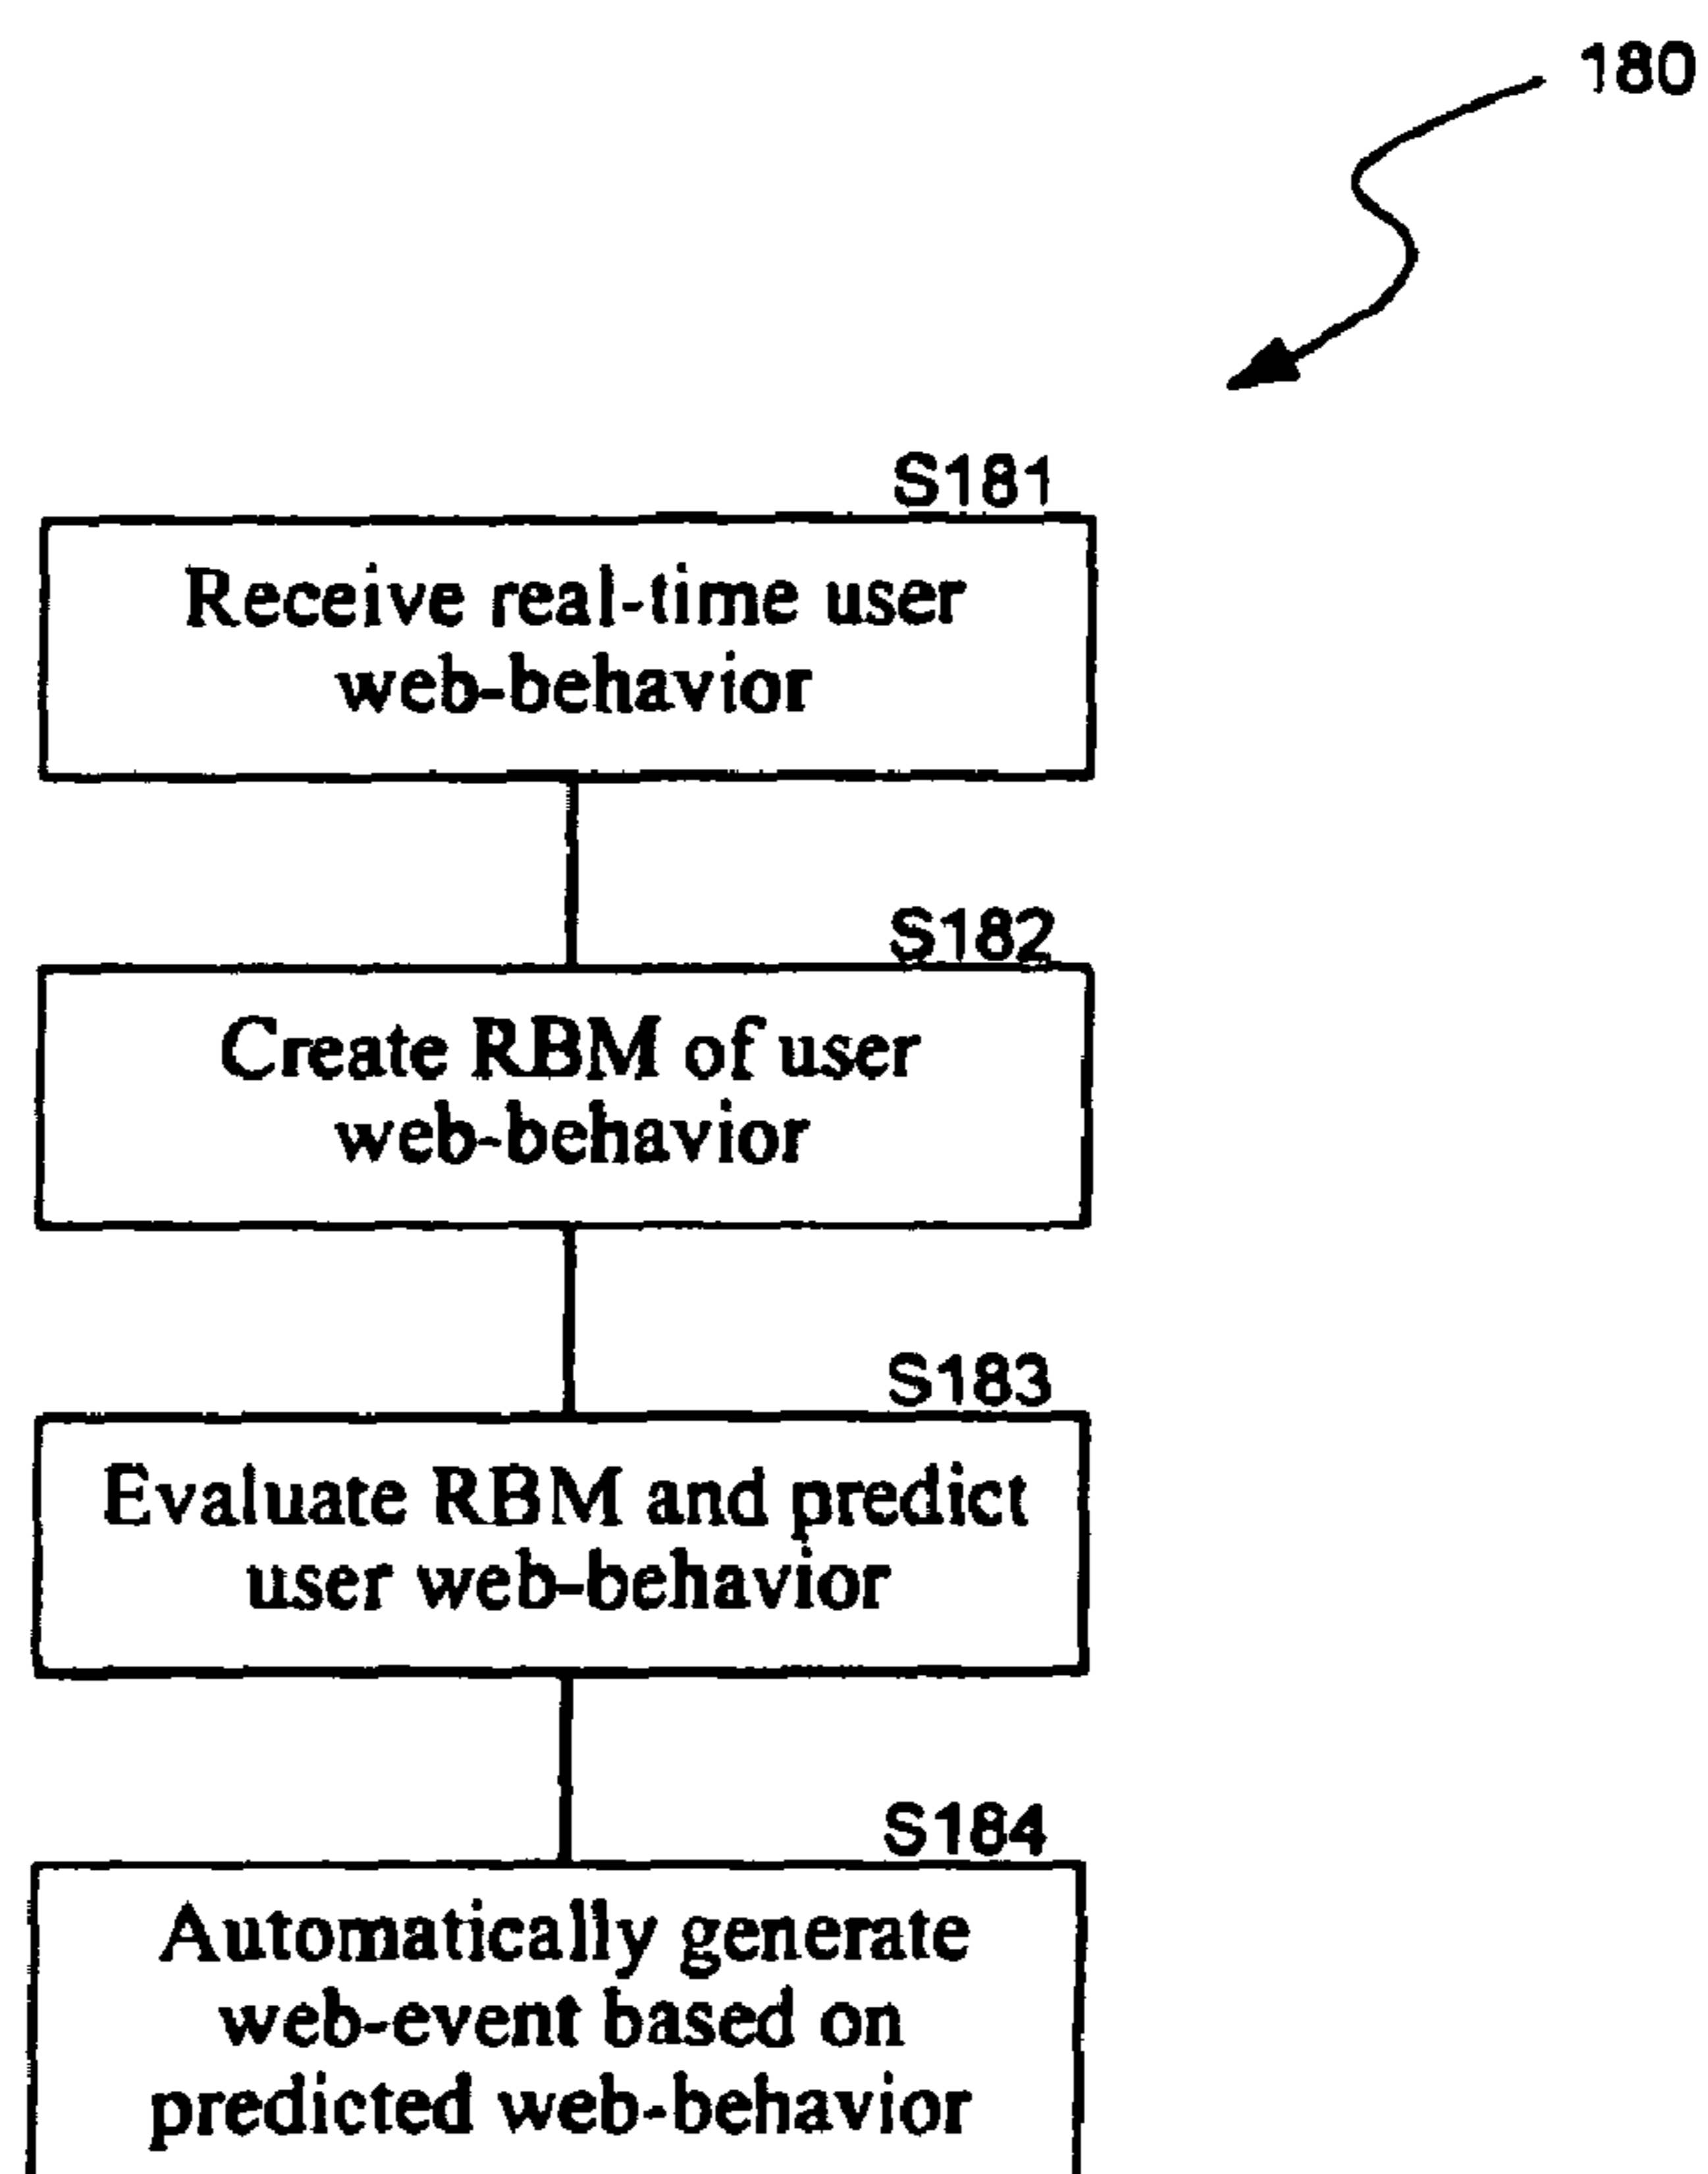 180
S181
Receive real-time user
web-behavior
S182
Create RBM of user
web-behavior
S183
Evaluate RBM and predict
user web-behavior
S184
Automatically generate
web-event based on
predicted web-behavior